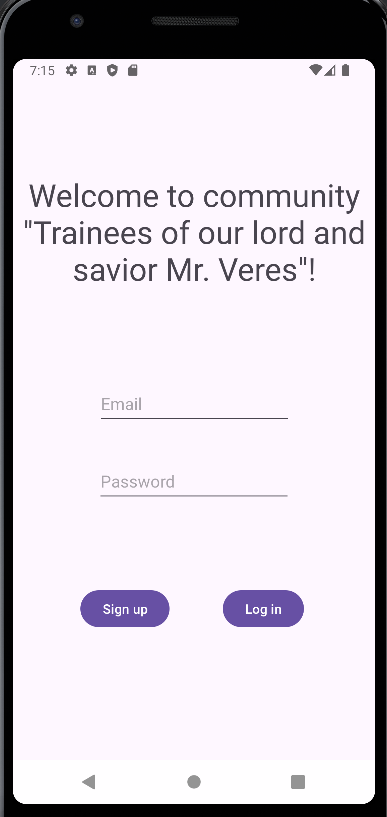 7:15
Welcome to community
"Trainees of our lord and
savior Mr. Veres"!
Email
Password
Sign up
Log in